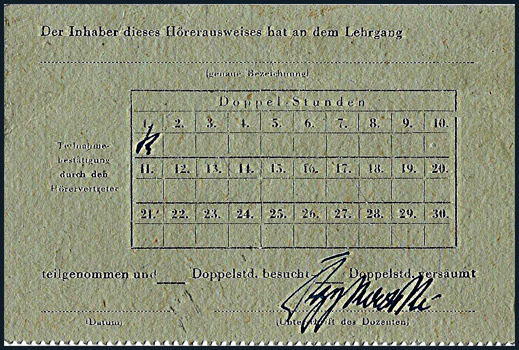 Der Inhaber dieses Hörerausweises hat an dem Lehrgang
(genaue Bezeichnung)
Doppel-Stunden
1. 2. 3. 4. 5. 6. 7. 8. 9. 10.
Teilnahme-
bestätigung
durch den
Hörervertreter
11. 12. 13. 14. 15. 16. 17. 18. 19. 20.
21. 22. 23. 24. 25. 26. 27. 28. 29. 30.
teilgenommen und Doppelstd. besucht Doppelstd. versäumt
(Datum) (Unterschrift des Dozenten)